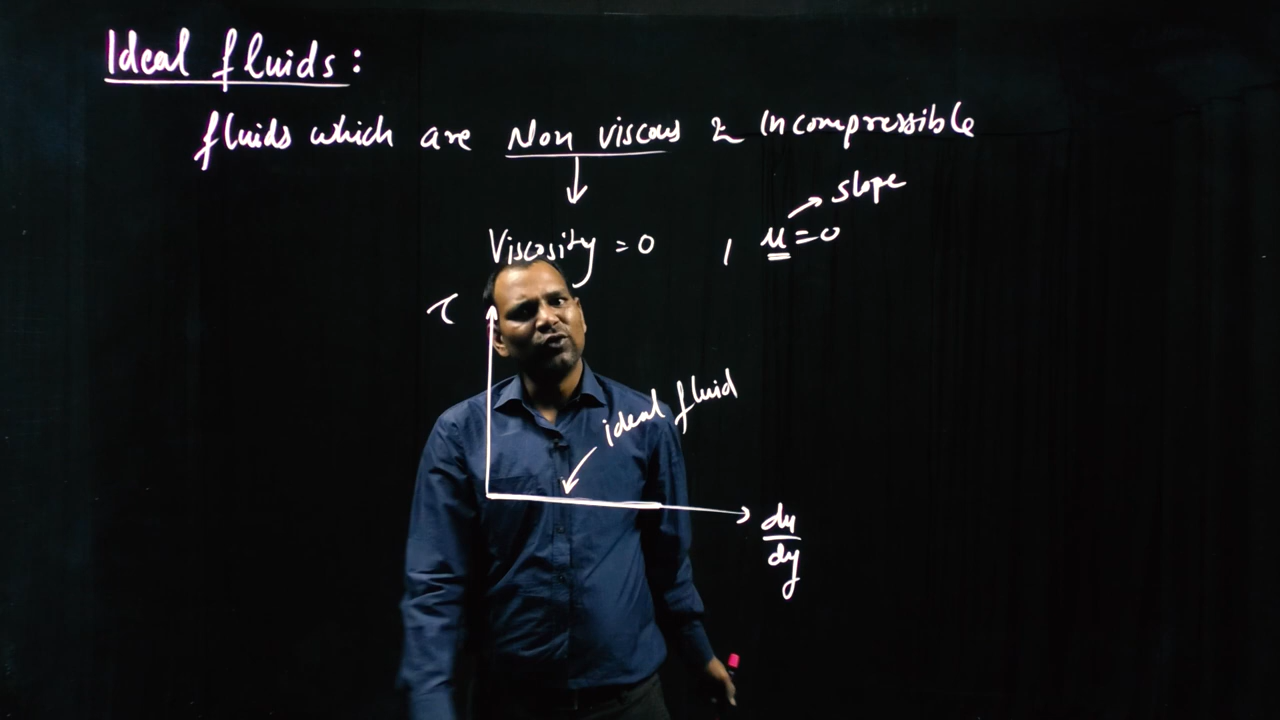 Ideal fluids:
fluids which are Non viscous & incompressible
slope
Viscosity = 0 , μ = 0
τ
ideal fluid
du
dy